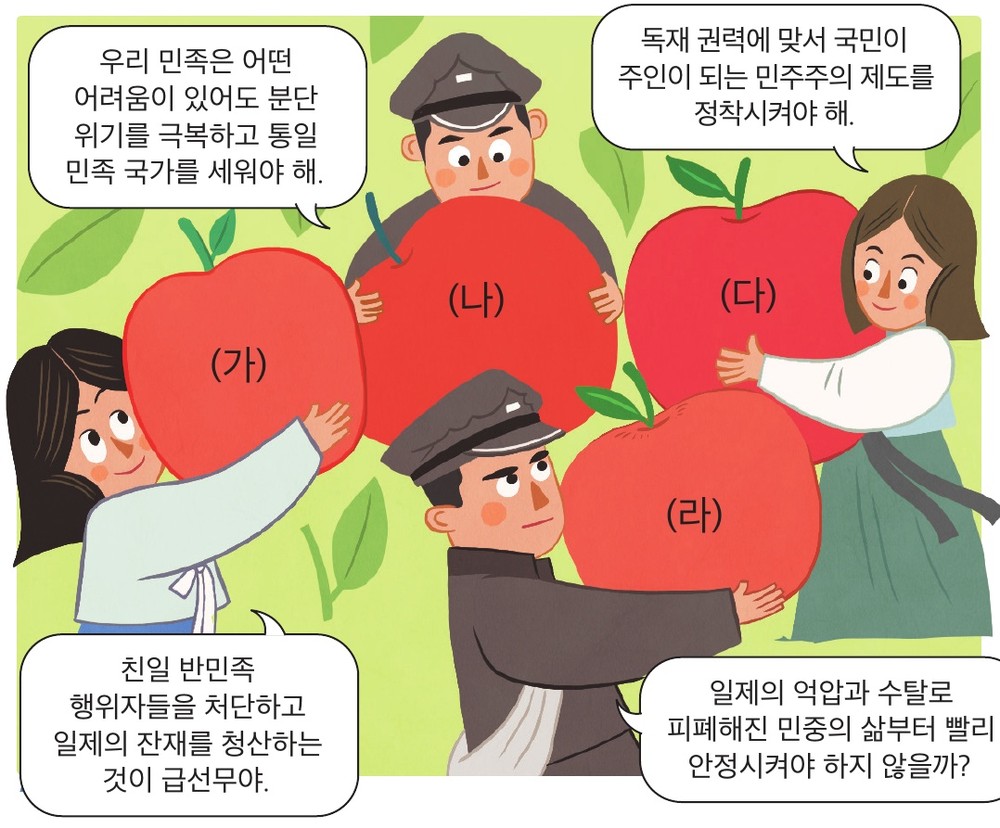 우리 민족은 어떤
어려움이 있어도 분단
위기를 극복하고 통일
민족 국가를 세워야 해.
독재 권력에 맞서 국민이
주인이 되는 민주주의 제도를
정착시켜야 해.
(가)
(나)
(다)
(라)
친일 반민족
행위자들을 처단하고
일제의 잔재를 청산하는
것이 급선무야.
일제의 억압과 수탈로
피폐해진 민중의 삶부터 빨리
안정시켜야 하지 않을까?